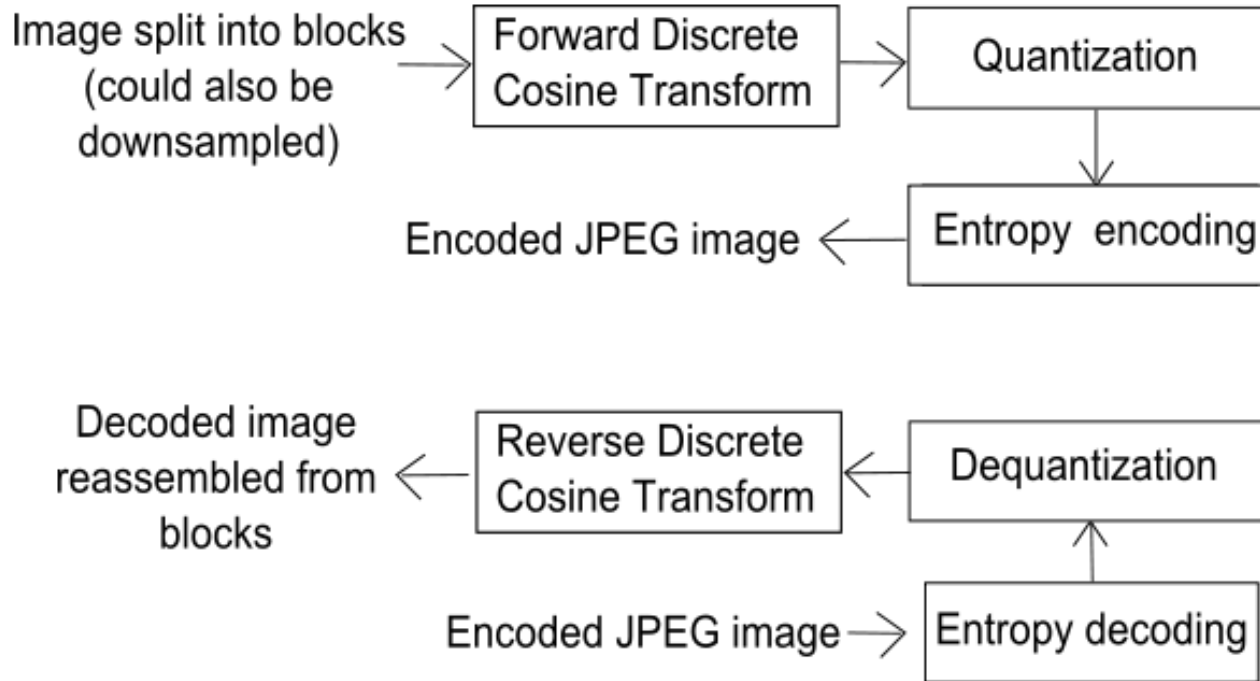 Image split into blocks
(could also be
downsampled)
Forward Discrete
Cosine Transform
Quantization
Entropy encoding
Encoded JPEG image
Decoded image
reassembled from
blocks
Reverse Discrete
Cosine Transform
Dequantization
Encoded JPEG image
Entropy decoding